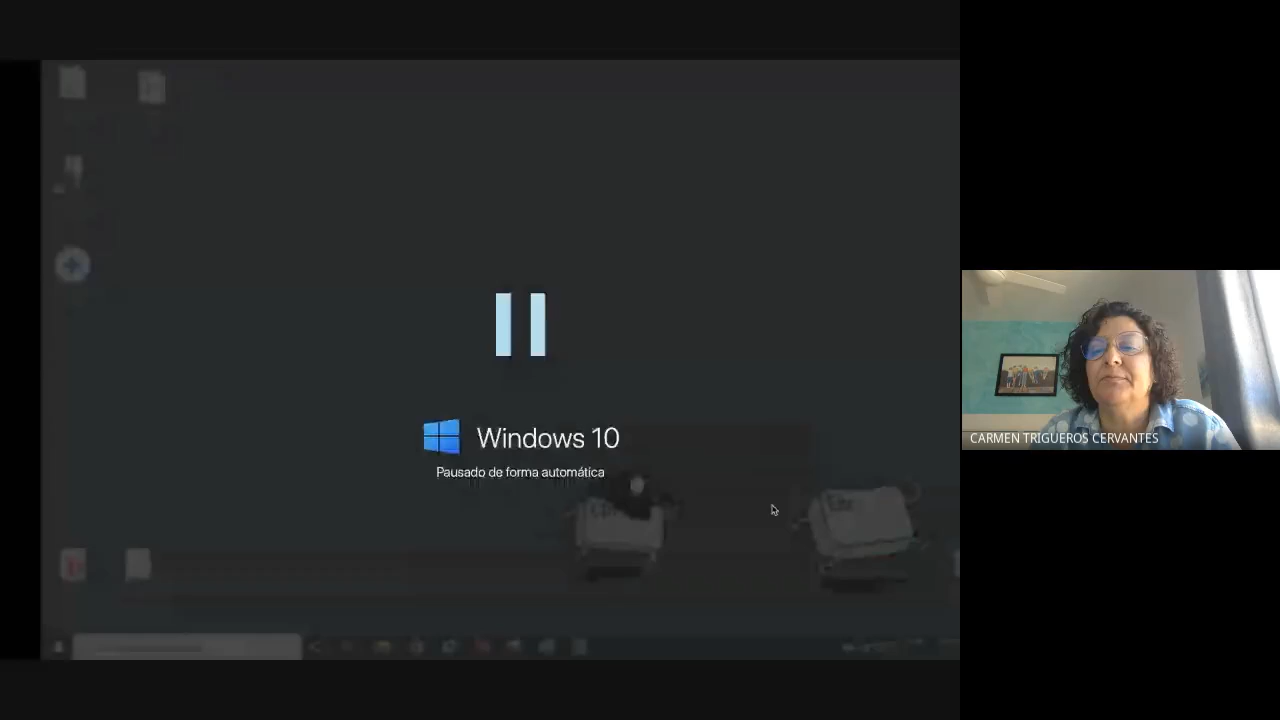 Windows 10
Pausado de forma automática
CARMEN TRIGUEROS CERVANTES